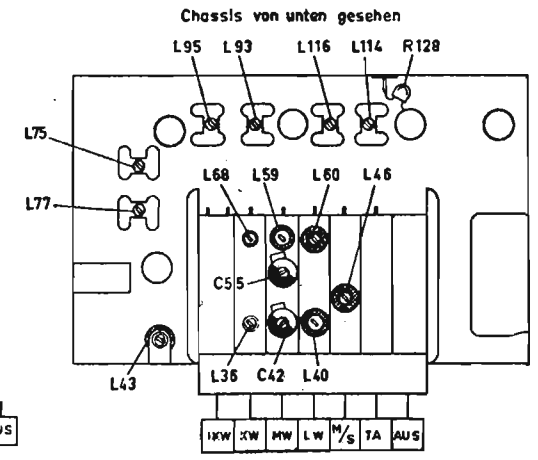 Chassis von unten gesehen
L95 L93 L116 L114 R128
L75
L68 L59 L60 L46
L77
C55
L43 L36 C42 L40
UKW KW MW LW M/S TA AUS
US